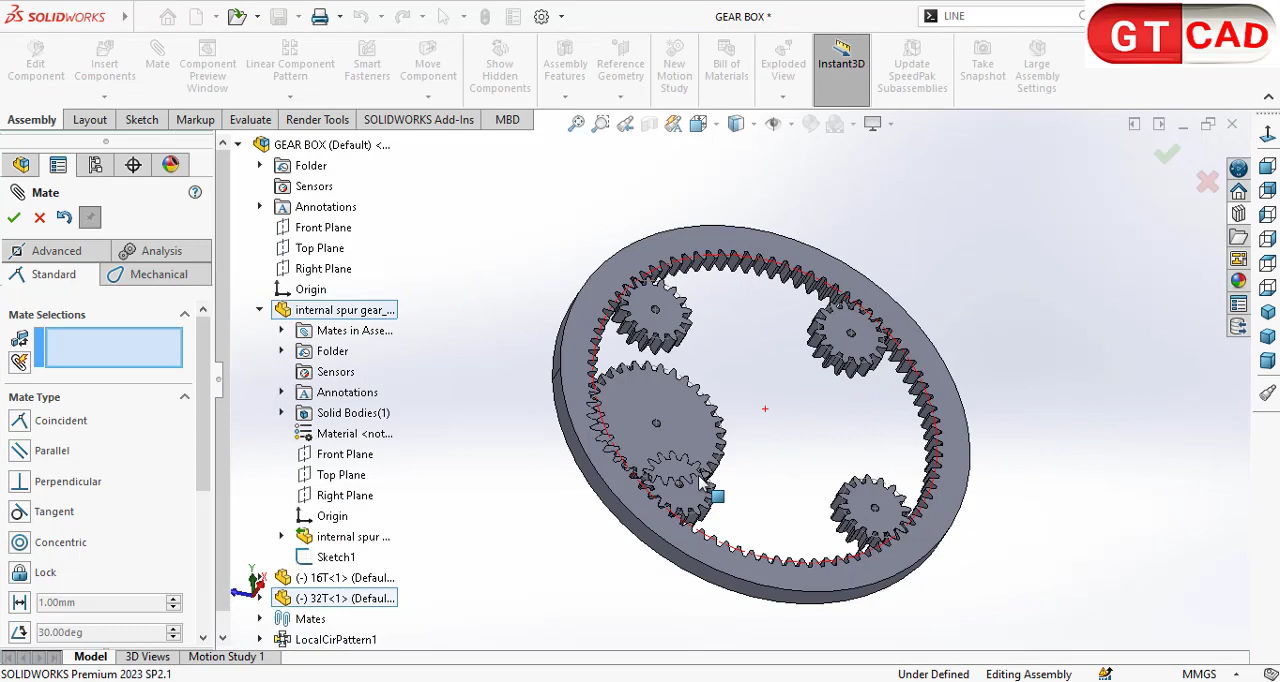 SOLIDWORKS
GEAR BOX *
LINE
GT CAD
Edit
Component
Insert
Components
Mate
Component
Preview
Window
Linear Component
Pattern
Smart
Fasteners
Move
Component
Show
Hidden
Components
Assembly
Features
Reference
Geometry
New
Motion
Study
Bill of
Materials
Exploded
View
Instant3D
Update
SpeedPak
Subassemblies
Take
Snapshot
Large
Assembly
Settings
Assembly
Layout
Sketch
Markup
Evaluate
Render Tools
SOLIDWORKS Add-Ins
MBD
Mate
Advanced
Analysis
Standard
Mechanical
Mate Selections
Mate Type
Coincident
Parallel
Perpendicular
Tangent
Concentric
Lock
1.00mm
30.00deg
GEAR BOX (Default) <...
Folder
Sensors
Annotations
Front Plane
Top Plane
Right Plane
Origin
internal spur gear_...
Mates in Asse...
Folder
Sensors
Annotations
Solid Bodies(1)
Material <not...
Front Plane
Top Plane
Right Plane
Origin
internal spur ...
Sketch1
(-) 16T<1> (Defaul...
(-) 32T<1> (Defaul...
Mates
LocalCirPattern1
Y
X
Model
3D Views
Motion Study 1
SOLIDWORKS Premium 2023 SP2.1
Under Defined
Editing Assembly
MMGS